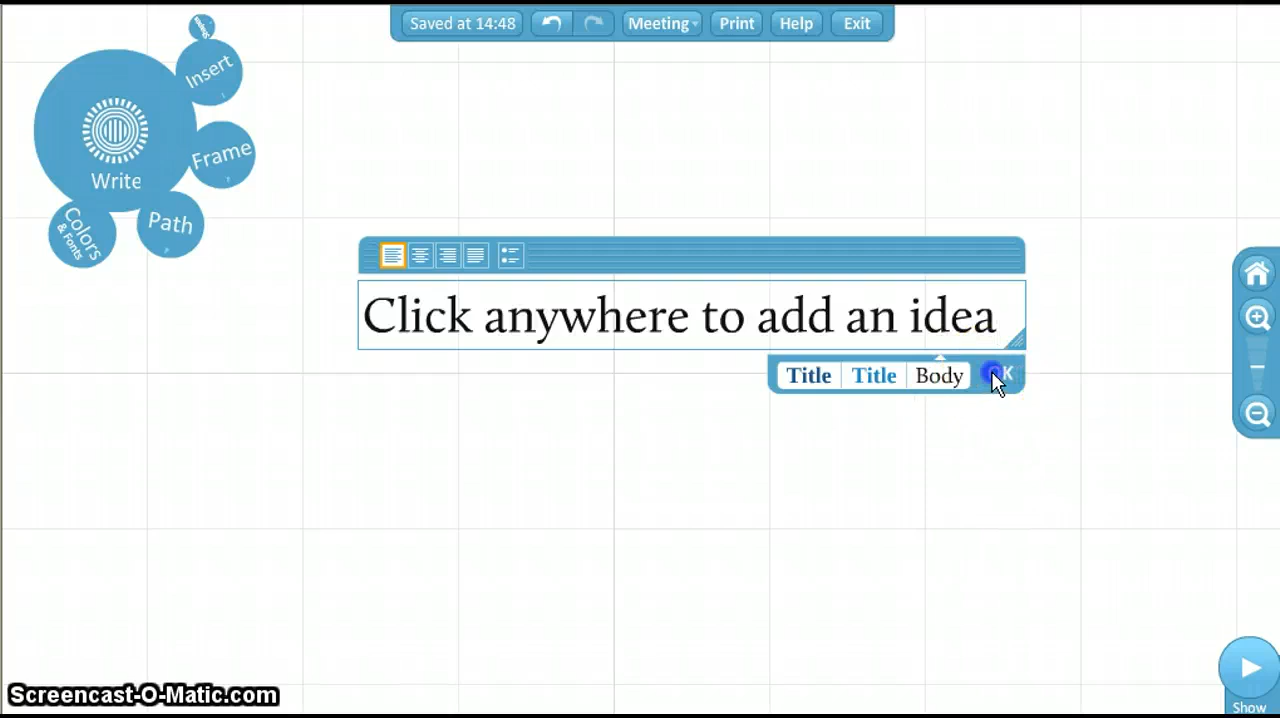 Saved at 14:48
Meeting
Print
Help
Exit
Insert
Frame
Write
Path
Colors
& Fonts
Click anywhere to add an idea
Title
Title
Body
Show
Screencast-O-Matic.com